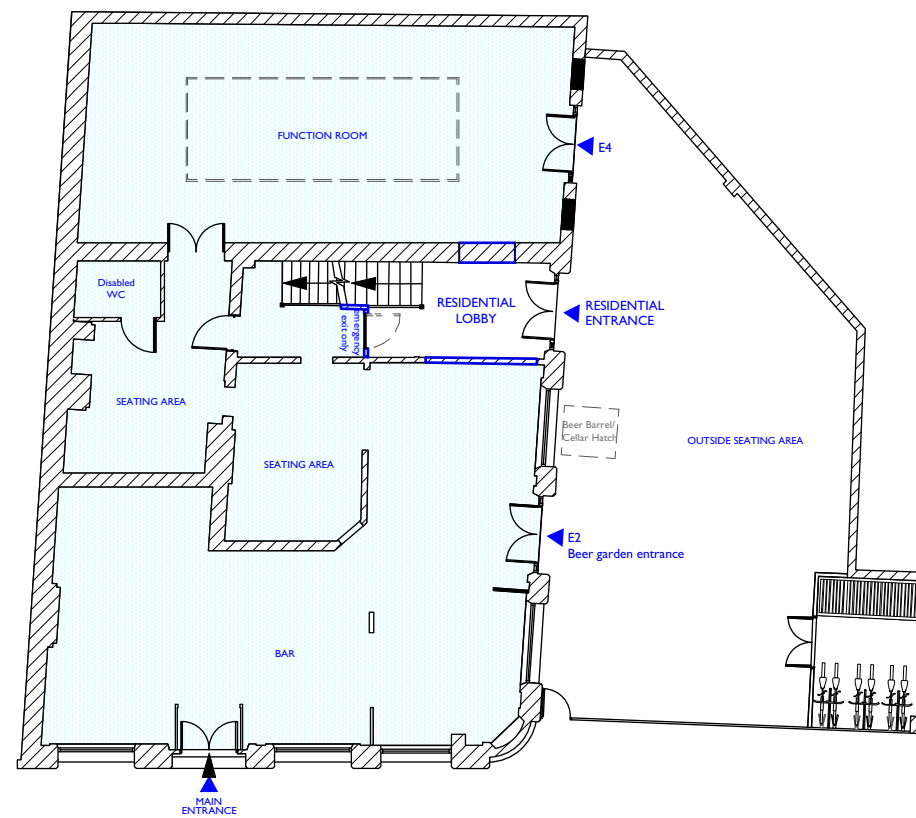 FUNCTION ROOM
E4
Disabled
WC
RESIDENTIAL
LOBBY
RESIDENTIAL
ENTRANCE
emergency
exit only
SEATING AREA
Beer Barrel/
Cellar Hatch
OUTSIDE SEATING AREA
SEATING AREA
E2
Beer garden entrance
BAR
MAIN
ENTRANCE